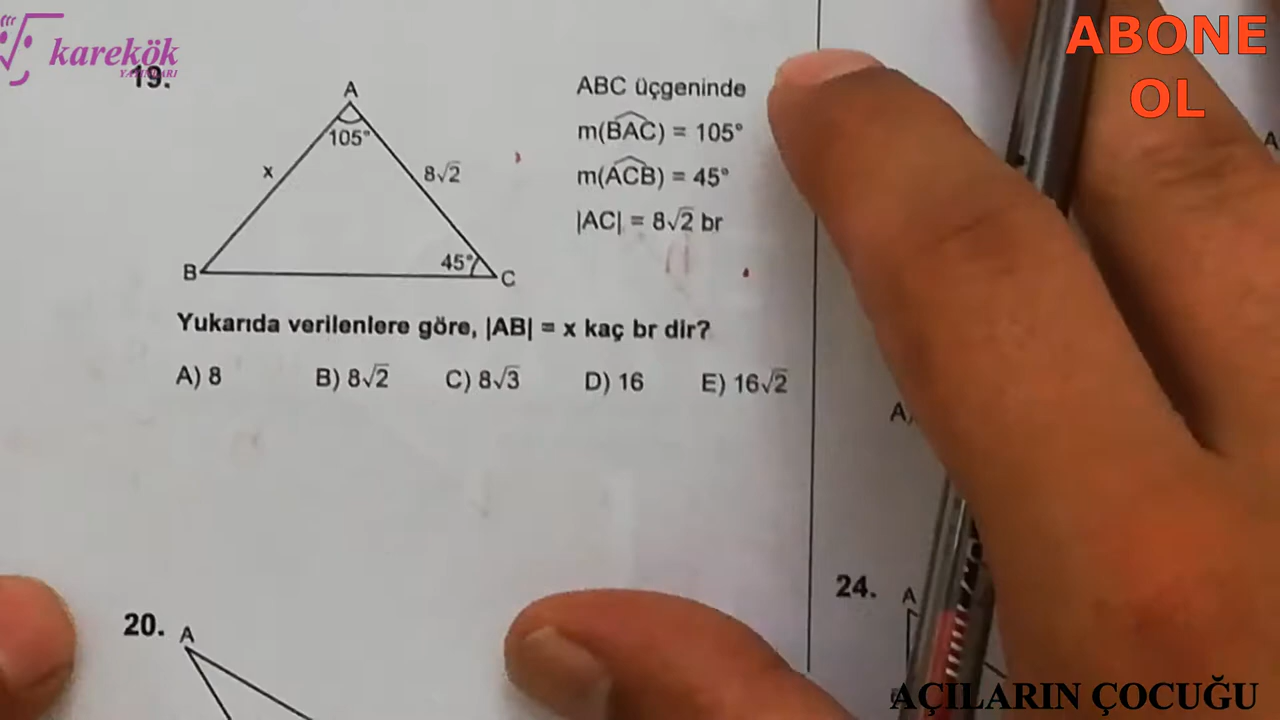 karekök
YAYINLARI
ABONE
OL
19.
A
105°
x
8√2
B
45°
C
ABC üçgeninde
m(BAC) = 105°
m(ACB) = 45°
|AC| = 8√2 br
Yukarıda verilenlere göre, |AB| = x kaç br dir?
A) 8 B) 8√2 C) 8√3 D) 16 E) 16√2
20.
A
A
A)
24.
A
AÇILARIN ÇOCUĞU